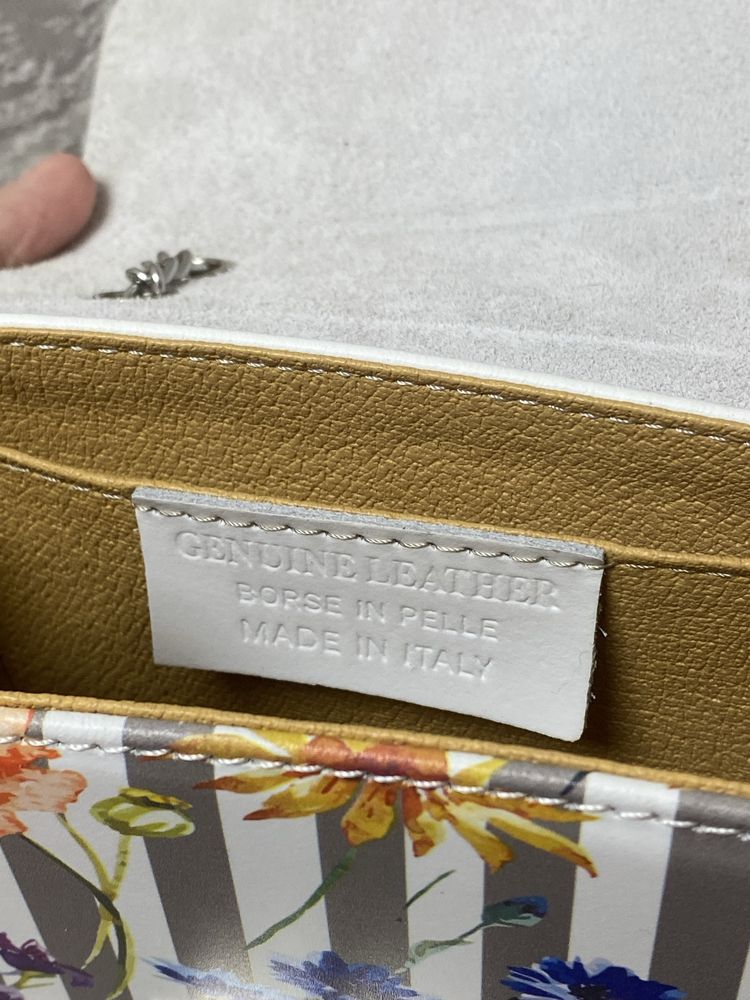 GENUINE LEATHER
BORSE IN PELLE
MADE IN ITALY